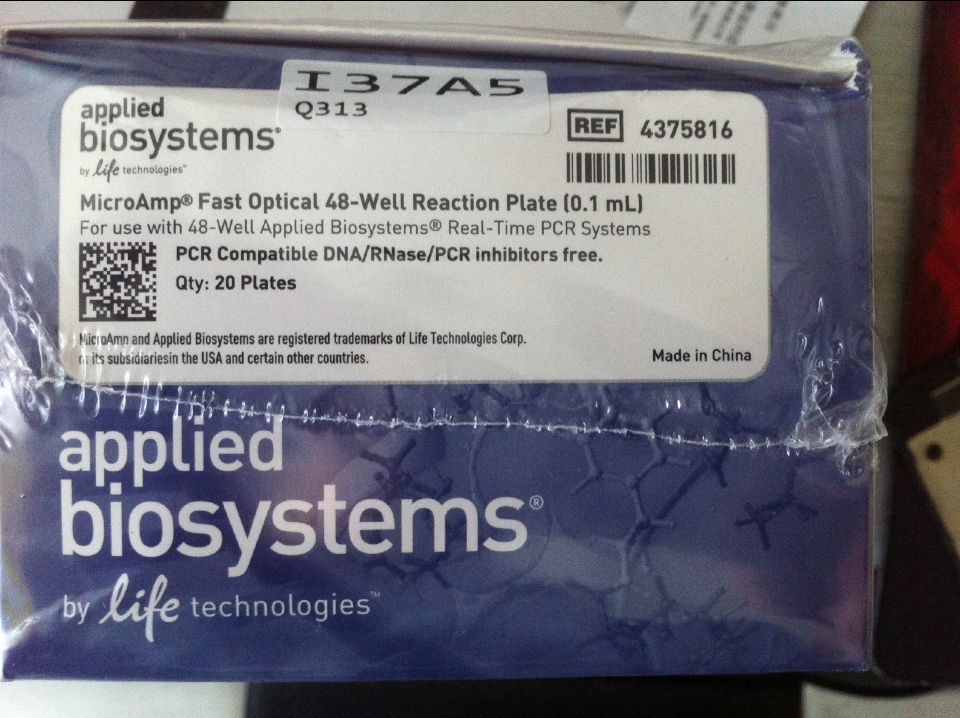 I37A5
Q313
applied
biosystems®
by life technologies™
REF 4375816
MicroAmp® Fast Optical 48-Well Reaction Plate (0.1 mL)
For use with 48-Well Applied Biosystems® Real-Time PCR Systems
PCR Compatible DNA/RNase/PCR inhibitors free.
Qty: 20 Plates
MicroAmp and Applied Biosystems are registered trademarks of Life Technologies Corp.
or its subsidiariesin the USA and certain other countries.
Made in China
applied
biosystems®
by life technologies™